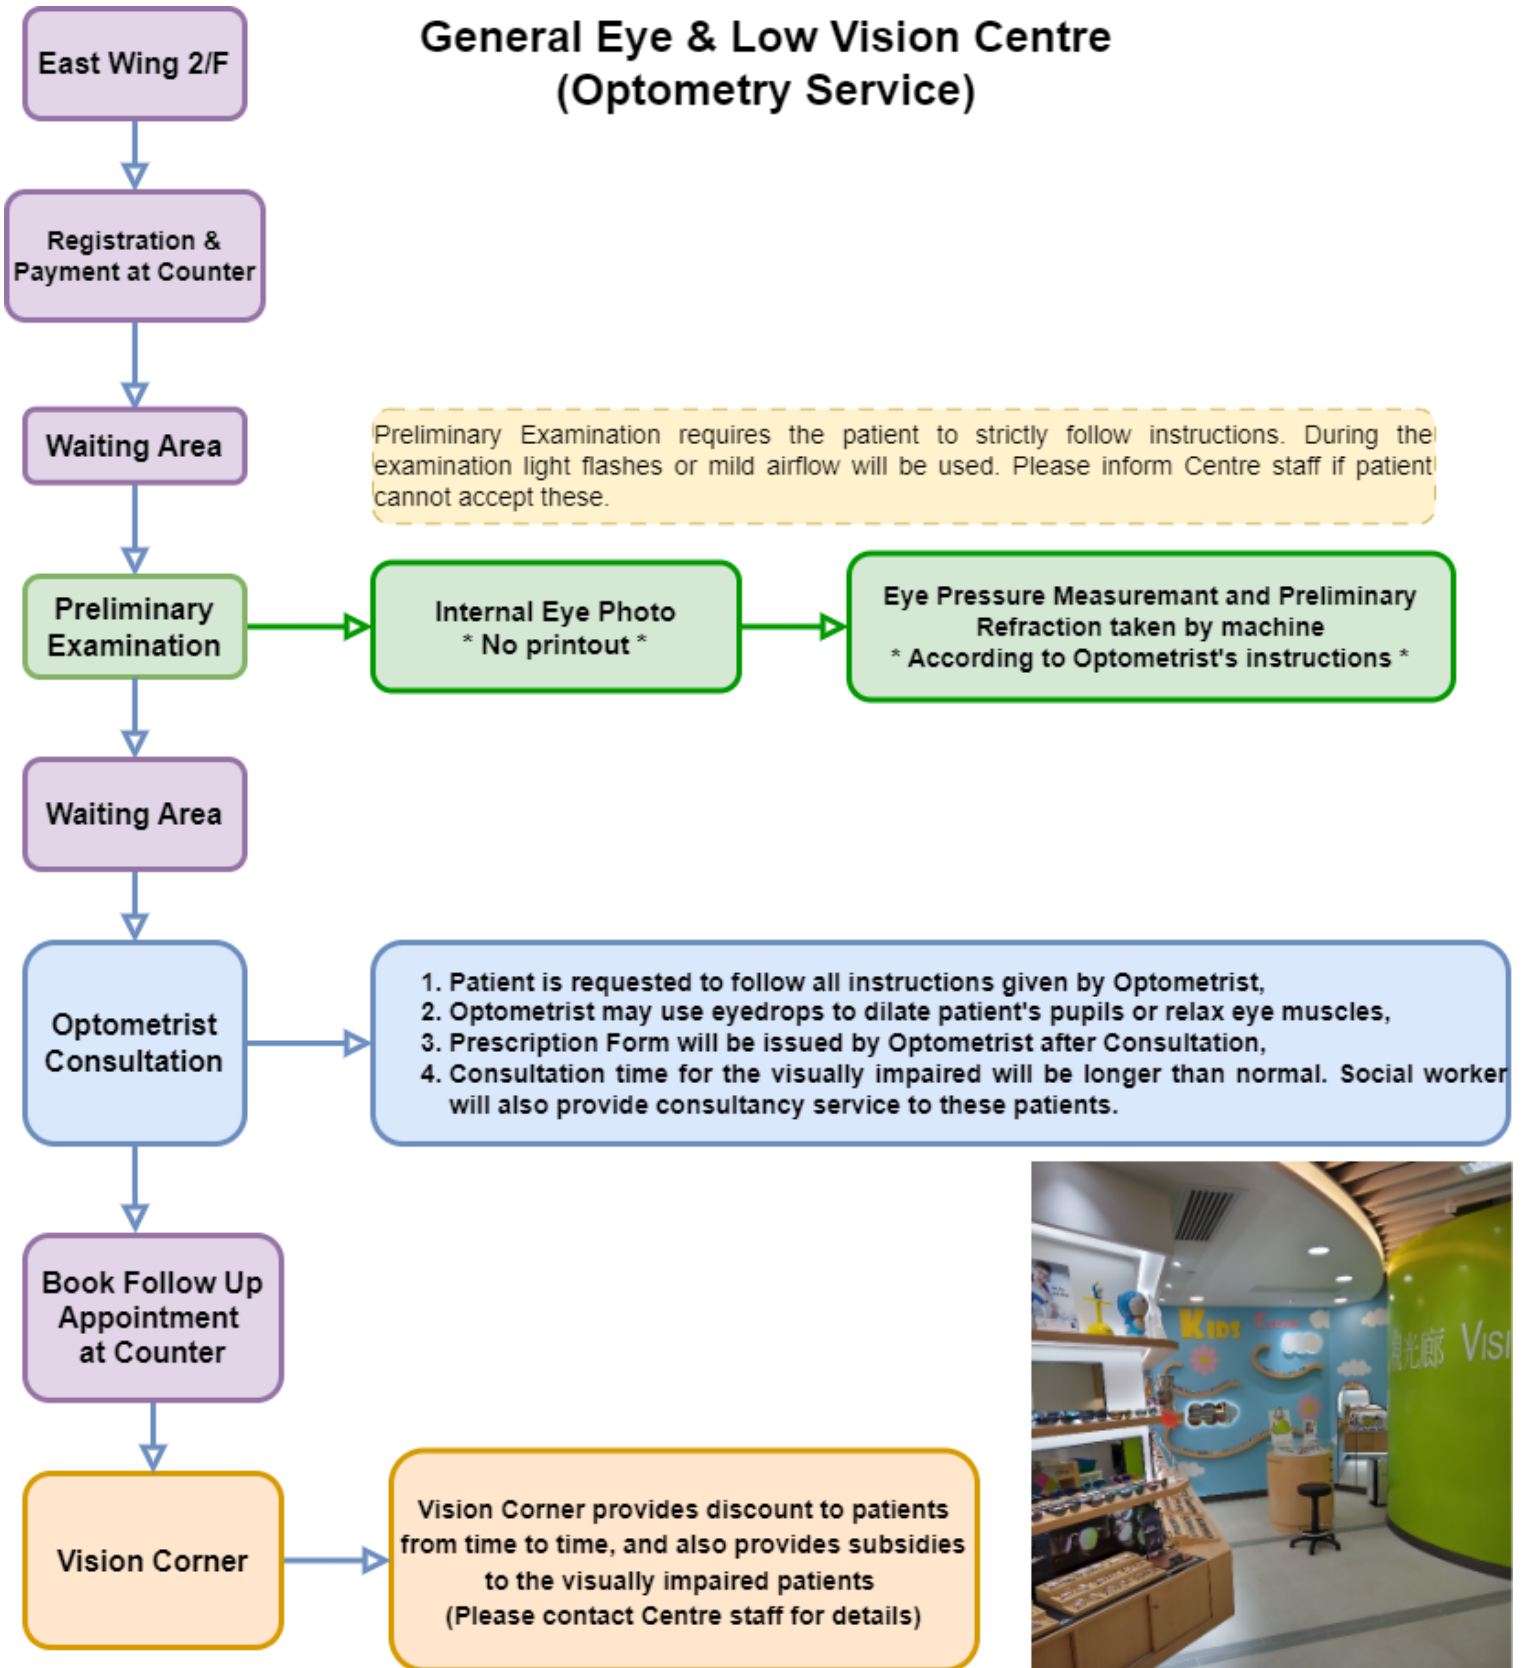 General Eye & Low Vision Centre
(Optometry Service)
East Wing 2/F
Registration &
Payment at Counter
Waiting Area
Preliminary Examination requires the patient to strictly follow instructions. During the
examination light flashes or mild airflow will be used. Please inform Centre staff if patient
cannot accept these.
Preliminary
Examination
Internal Eye Photo
* No printout *
Eye Pressure Measuremant and Preliminary
Refraction taken by machine
* According to Optometrist's instructions *
Waiting Area
Optometrist
Consultation
1. Patient is requested to follow all instructions given by Optometrist,
2. Optometrist may use eyedrops to dilate patient's pupils or relax eye muscles,
3. Prescription Form will be issued by Optometrist after Consultation,
4. Consultation time for the visually impaired will be longer than normal. Social worker
will also provide consultancy service to these patients.
Book Follow Up
Appointment
at Counter
Vision Corner
Vision Corner provides discount to patients
from time to time, and also provides subsidies
to the visually impaired patients
(Please contact Centre staff for details)
KIDS
光廊 VISI